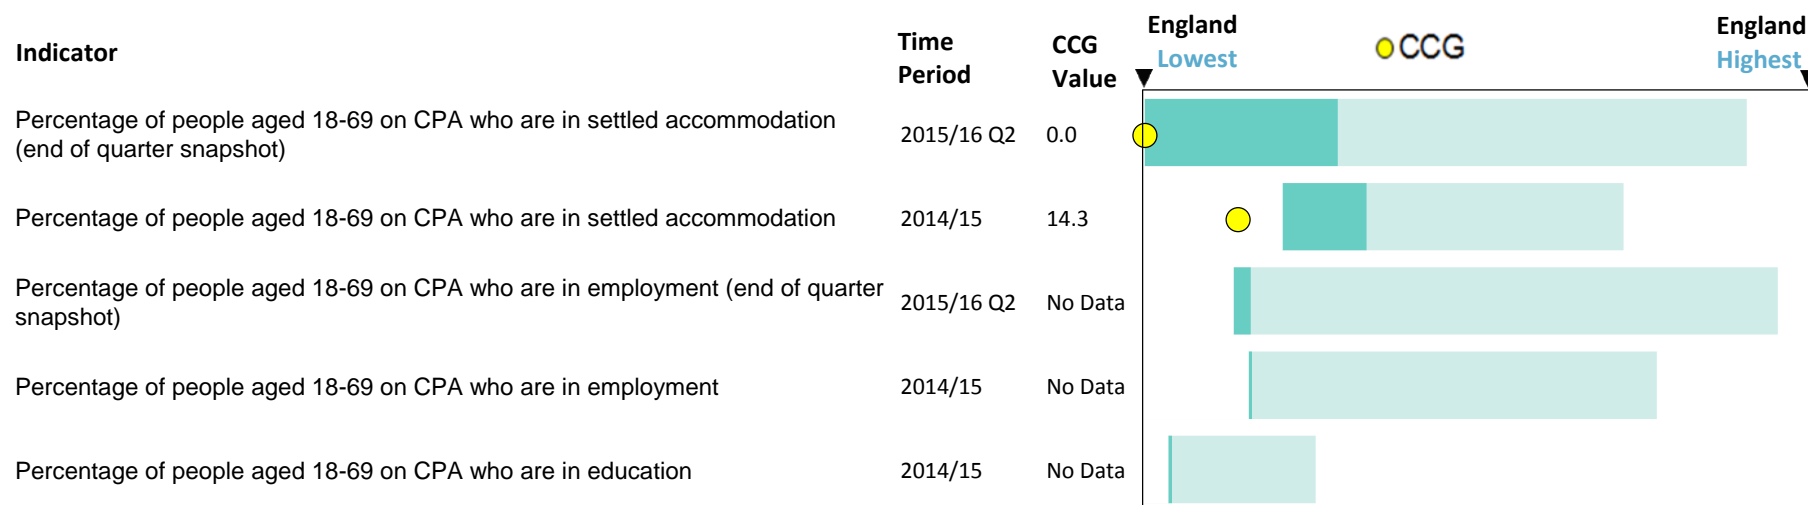 Indicator
Time Period
CCG Value
England Lowest
CCG
England Highest
Percentage of people aged 18-69 on CPA who are in settled accommodation
(end of quarter snapshot)
2015/16 Q2
0.0
Percentage of people aged 18-69 on CPA who are in settled accommodation
2014/15
14.3
Percentage of people aged 18-69 on CPA who are in employment (end of quarter
snapshot)
2015/16 Q2
No Data
Percentage of people aged 18-69 on CPA who are in employment
2014/15
No Data
Percentage of people aged 18-69 on CPA who are in education
2014/15
No Data